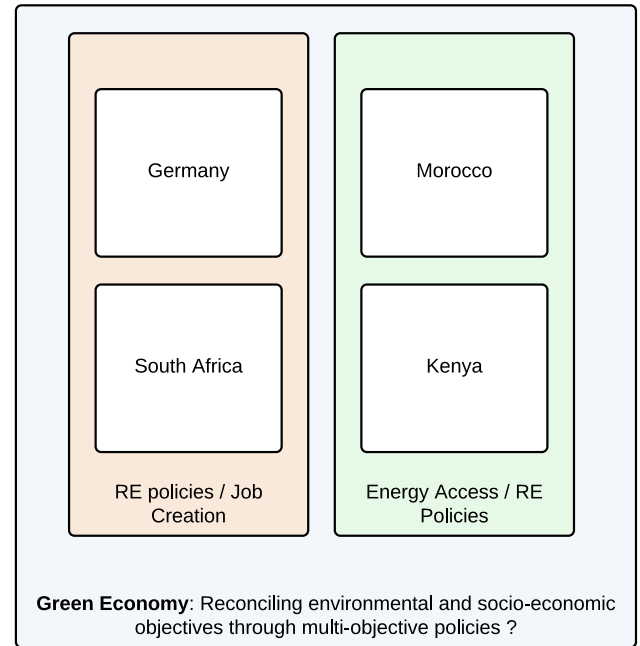 Germany
South Africa
RE policies / Job
Creation
Morocco
Kenya
Energy Access / RE
Policies
Green Economy: Reconciling environmental and socio-economic
objectives through multi-objective policies ?